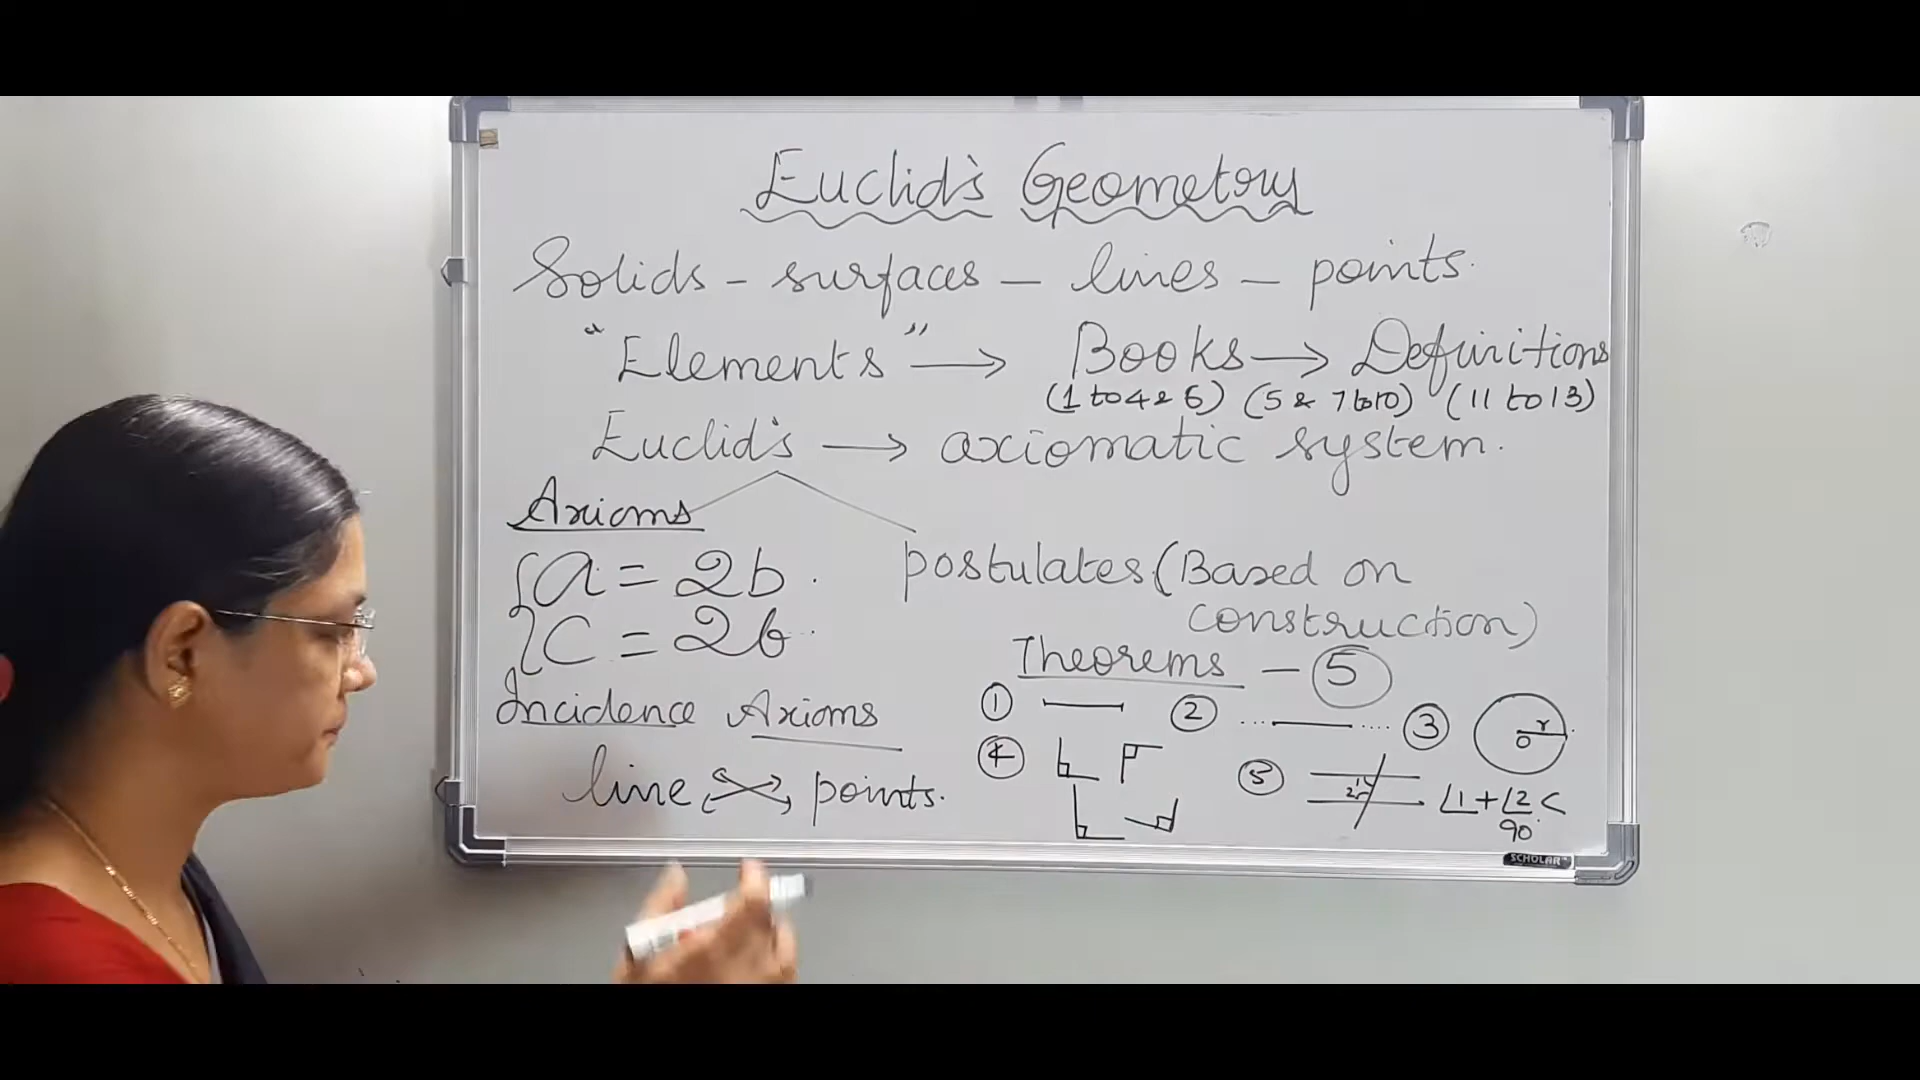 Euclid's Geometry
Solids - surfaces - lines - points.
"Elements" → Books → Definitions
(1 to 4 & 6) (5 & 7 to 10) (11 to 13)
Euclid's → axiomatic system.
Axioms
a = 2b.
c = 2b.
postulates (Based on
construction)
Theorems - 5
1 2 3 r O
4 5 1 2 ∠1 + ∠2 <
90.
Incidence Axioms
line points.
SCHOLAR